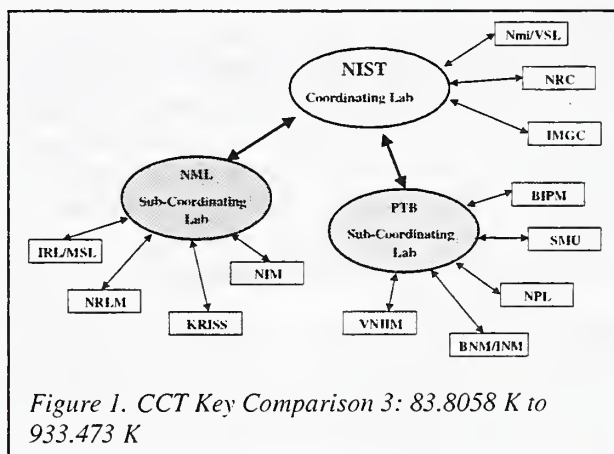 Nmi/VSL
NIST
Coordinating Lab
NRC
IMGC
NML
Sub-Coordinating
Lab
PTB
Sub-Coordinating
Lab
BIPM
SMU
IRL/MSL
NIM
NPL
NRLM
KRISS
VNIIM
BNM/INM
Figure 1. CCT Key Comparison 3: 83.8058 K to
933.473 K